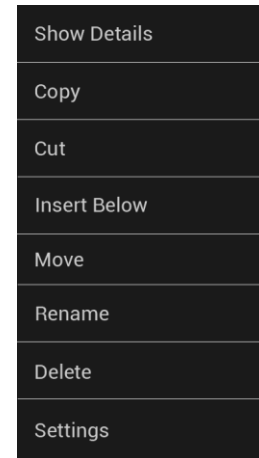 Show Details
Copy
Cut
Insert Below
Move
Rename
Delete
Settings